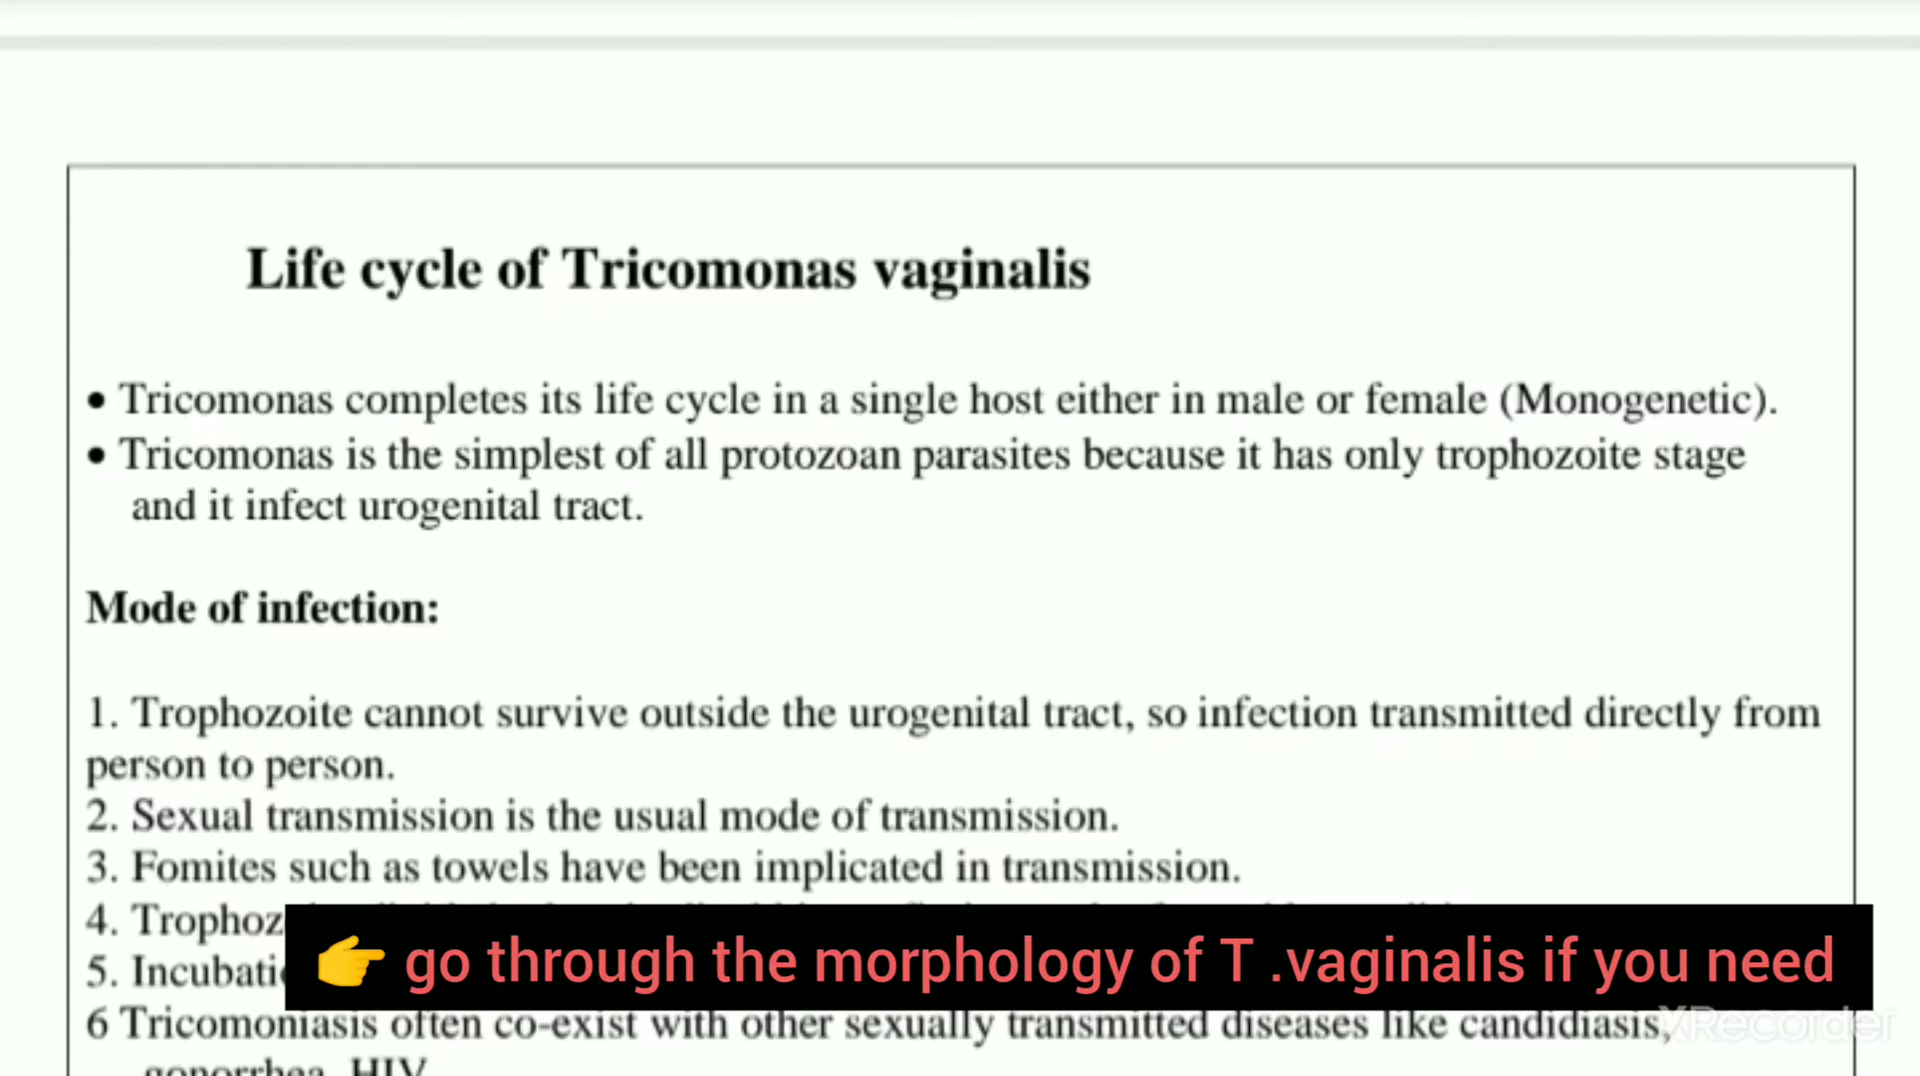 Life cycle of Tricomonas vaginalis
• Tricomonas completes its life cycle in a single host either in male or female (Monogenetic).
• Tricomonas is the simplest of all protozoan parasites because it has only trophozoite stage
and it infect urogenital tract.
Mode of infection:
1. Trophozoite cannot survive outside the urogenital tract, so infection transmitted directly from
person to person.
2. Sexual transmission is the usual mode of transmission.
3. Fomites such as towels have been implicated in transmission.
4.
5.
👉 go through the morphology of T .vaginalis if you need
6 Tricomoniasis often co-exist with other sexually transmitted diseases like candidiasis,
gonorrhea, HIV
XRecorder